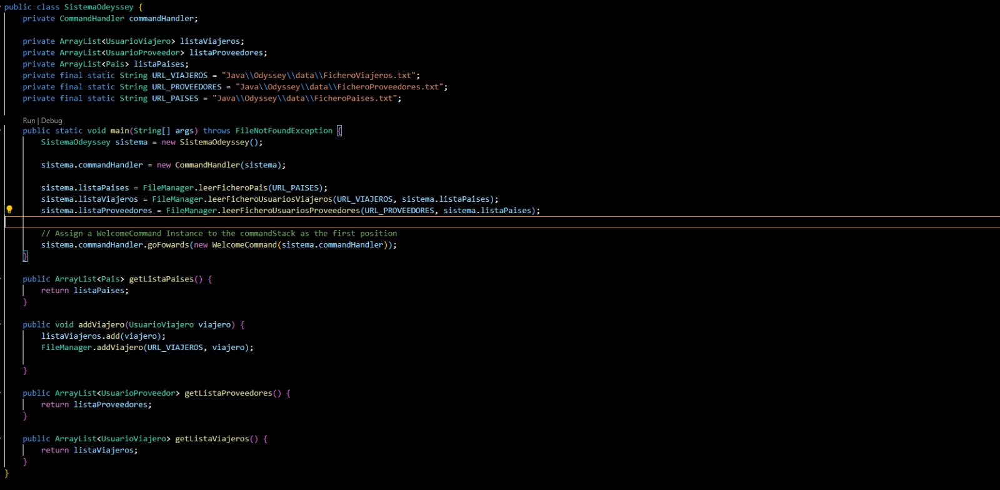 public class SistemaOdeyssey {
    private CommandHandler commandHandler;

    private ArrayList<UsuarioViajero> listaViajeros;
    private ArrayList<UsuarioProveedor> listaProveedores;
    private ArrayList<Pais> listaPaises;
    private final static String URL_VIAJEROS = "Java\\Odyssey\\data\\FicheroViajeros.txt";
    private final static String URL_PROVEEDORES = "Java\\Odyssey\\data\\FicheroProveedores.txt";
    private final static String URL_PAISES = "Java\\Odyssey\\data\\FicheroPaises.txt";

    Run | Debug
    public static void main(String[] args) throws FileNotFoundException {
        SistemaOdeyssey sistema = new SistemaOdeyssey();

        sistema.commandHandler = new CommandHandler(sistema);

        sistema.listaPaises = FileManager.leerFicheroPais(URL_PAISES);
        sistema.listaViajeros = FileManager.leerFicheroUsuariosViajeros(URL_VIAJEROS, sistema.listaPaises);
        sistema.listaProveedores = FileManager.leerFicheroUsuariosProveedores(URL_PROVEEDORES, sistema.listaPaises);

        // Assign a WelcomeCommand Instance to the commandStack as the first position
        sistema.commandHandler.goFowards(new WelcomeCommand(sistema.commandHandler));
    }

    public ArrayList<Pais> getListaPaises() {
        return listaPaises;
    }

    public void addViajero(UsuarioViajero viajero) {
        listaViajeros.add(viajero);
        FileManager.addViajero(URL_VIAJEROS, viajero);

    }

    public ArrayList<UsuarioProveedor> getListaProveedores() {
        return listaProveedores;
    }

    public ArrayList<UsuarioViajero> getListaViajeros() {
        return listaViajeros;
    }
}